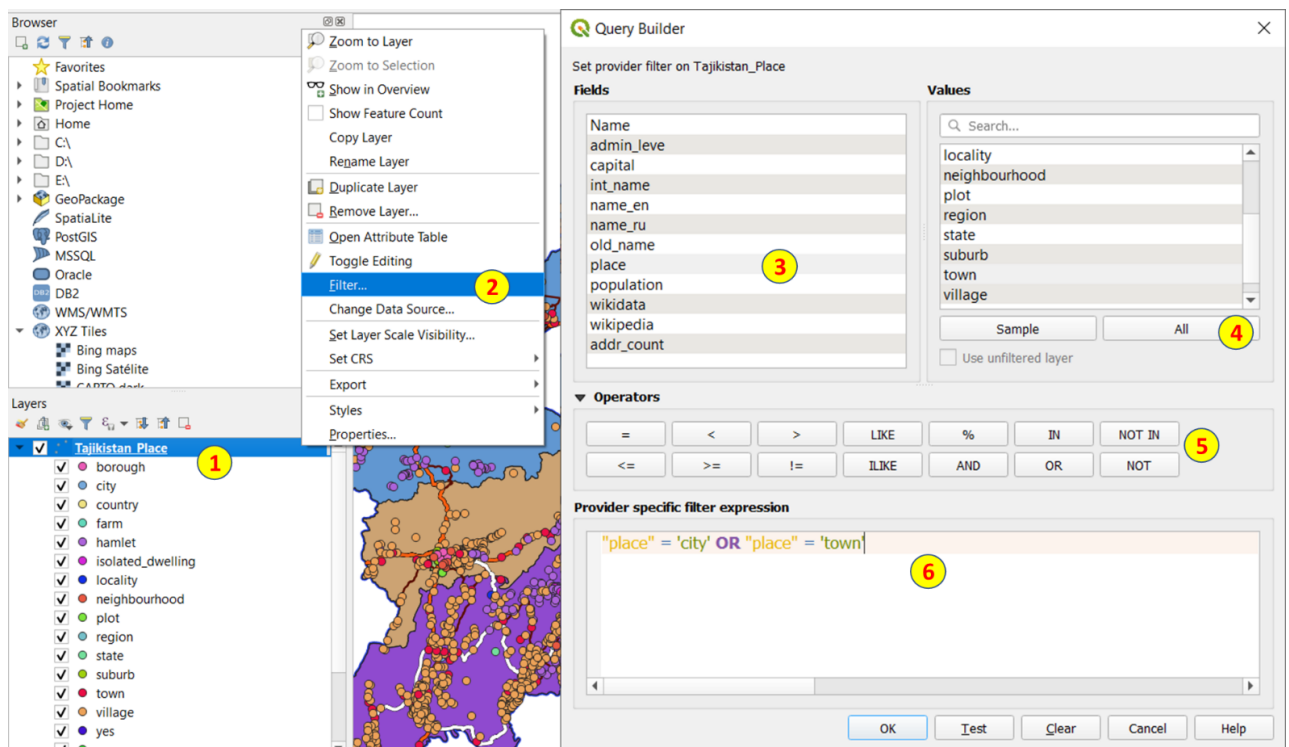 Browser
Favorites
Spatial Bookmarks
Project Home
Home
C:\
D:\
E:\
GeoPackage
SpatiaLite
PostGIS
MSSQL
Oracle
DB2
DB2
WMS/WMTS
XYZ Tiles
Bing maps
Bing Satélite
CARTO dark
Layers
Tajikistan_Place
1
borough
city
country
farm
hamlet
isolated_dwelling
locality
neighbourhood
plot
region
state
suburb
town
village
yes
Zoom to Layer
Zoom to Selection
Show in Overview
Show Feature Count
Copy Layer
Rename Layer
Duplicate Layer
Remove Layer...
Open Attribute Table
Toggle Editing
Filter...
2
Change Data Source...
Set Layer Scale Visibility...
Set CRS
Export
Styles
Properties...
Query Builder
Set provider filter on Tajikistan_Place
Fields
Name
admin_leve
capital
int_name
name_en
name_ru
old_name
place
3
population
wikidata
wikipedia
addr_count
Values
Search...
locality
neighbourhood
plot
region
state
suburb
town
village
Sample
All
4
Use unfiltered layer
Operators
= < > LIKE % IN NOT IN
5
<= >= != ILIKE AND OR NOT
Provider specific filter expression
"place" = 'city' OR "place" = 'town'
6
OK Test Clear Cancel Help